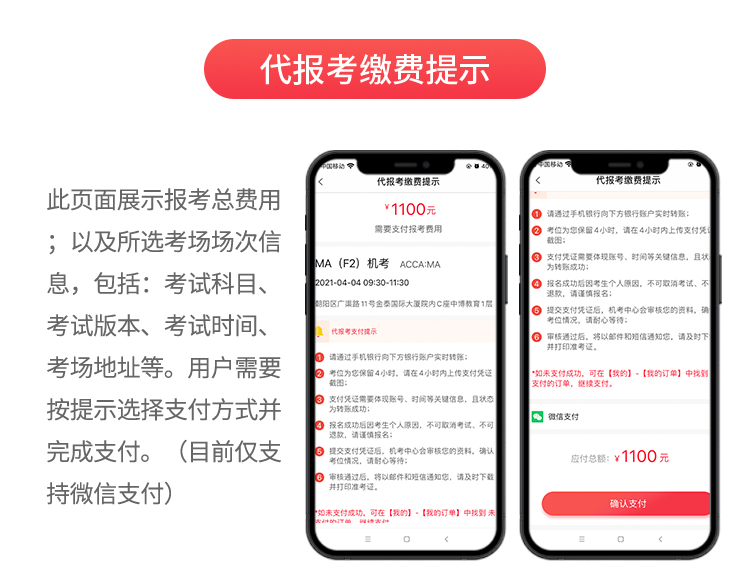 代报考缴费提示
此页面展示报考总费用
；以及所选考场场次信
息，包括：考试科目、
考试版本、考试时间、
考场地址等。用户需要
按提示选择支付方式并
完成支付。（目前仅支
持微信支付）
中国移动 40
代报考缴费提示
¥1100元
需要支付报考费用
MA（F2）机考 ACCA:MA
2021-04-04 09:30-11:30
朝阳区广渠路11号金泰国际大厦院内C座中博教育1层
代报考支付提示
1 请通过手机银行向下方银行账户实时转账；
2 考位为您保留4小时，请在4小时内上传支付凭证
截图；
3 支付凭证需要体现账号、时间等关键信息，且状态
为转账成功；
4 报名成功后因考生个人原因，不可取消考试、不可
退款，请谨慎报名；
5 提交支付凭证后，机考中心会审核您的资料，确认
考位情况，请耐心等待；
6 审核通过后，将以邮件和短信通知您，请及时下载
并打印准考证。
*如未支付成功，可在【我的】-【我的订单】中找到 未
支付的订单，继续支付。
中国移动
代报考缴费提示
1 请通过手机银行向下方银行账户实时转账；
2 考位为您保留4小时，请在4小时内上传支付凭证
截图；
3 支付凭证需要体现账号、时间等关键信息，且状
为转账成功；
4 报名成功后因考生个人原因，不可取消考试、不
退款，请谨慎报名；
5 提交支付凭证后，机考中心会审核您的资料，确
考位情况，请耐心等待；
6 审核通过后，将以邮件和短信通知您，请及时下
并打印准考证。
*如未支付成功，可在【我的】-【我的订单】中找到
支付的订单，继续支付。
微信支付
应付总额：¥1100元
确认支付